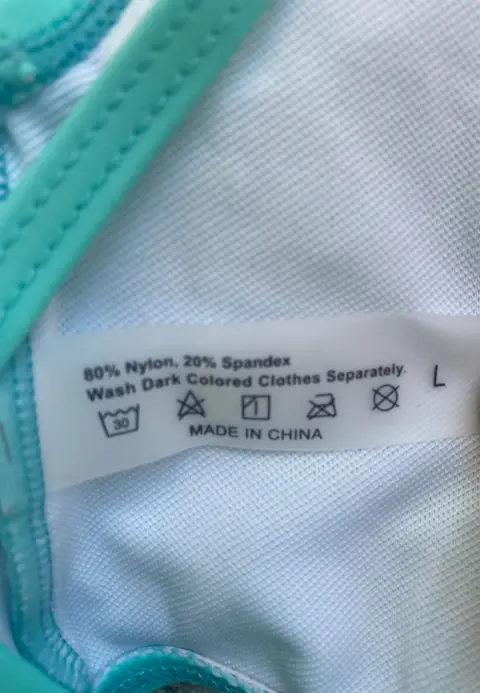 80% Nylon, 20% Spandex
Wash Dark Colored Clothes Separately.
L
30
MADE IN CHINA